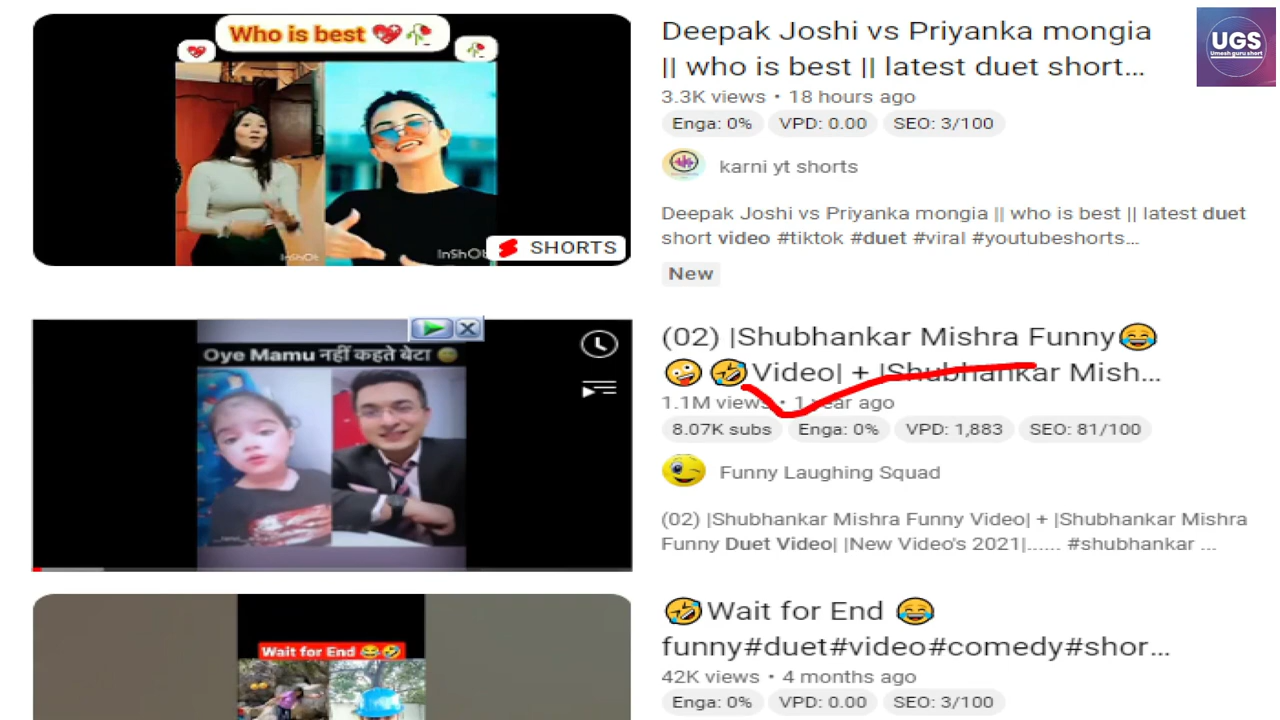 Who is best 💖🥀
Deepak Joshi vs Priyanka mongia
|| who is best || latest duet short...
3.3K views • 18 hours ago
Enga: 0% VPD: 0.00 SEO: 3/100
karni yt shorts
Deepak Joshi vs Priyanka mongia || who is best || latest duet
short video #tiktok #duet #viral #youtubeshorts...
New
InShOt
InShOt
SHORTS
UGS
Umesh guru short
Oye Mamu नहीं कहते बेटा
(02) |Shubhankar Mishra Funny😂
🤪🤣Video| + |Shubhankar Mish...
1.1M views • 1 year ago
8.07K subs Enga: 0% VPD: 1,883 SEO: 81/100
Funny Laughing Squad
(02) |Shubhankar Mishra Funny Video| + |Shubhankar Mishra
Funny Duet Video| |New Video's 2021|...... #shubhankar ...
Wait for End 😂🤣
🤣Wait for End 😂
funny#duet#video#comedy#shor...
42K views • 4 months ago
Enga: 0% VPD: 0.00 SEO: 3/100